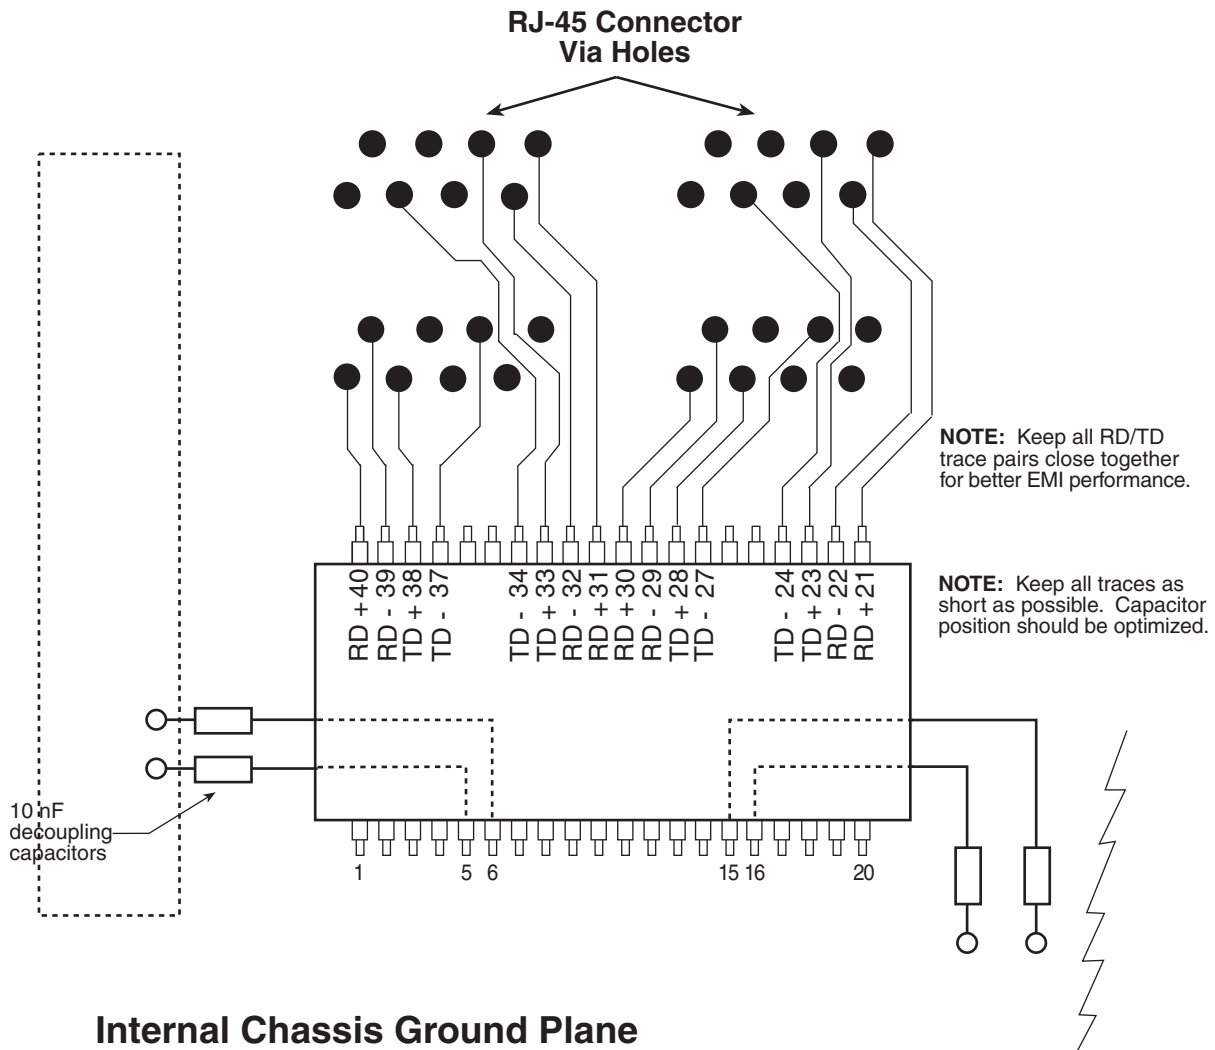 RJ-45 Connector
Via Holes
NOTE: Keep all RD/TD
trace pairs close together
for better EMI performance.
RD + 40
RD - 39
TD + 38
TD - 37
TD - 34
TD + 33
RD - 32
RD + 31
RD + 30
RD - 29
TD + 28
TD - 27
TD - 24
TD + 23
RD - 22
RD + 21
NOTE: Keep all traces as
short as possible. Capacitor
position should be optimized.
10 nF
decoupling
capacitors
1 5 6 15 16 20
Internal Chassis Ground Plane